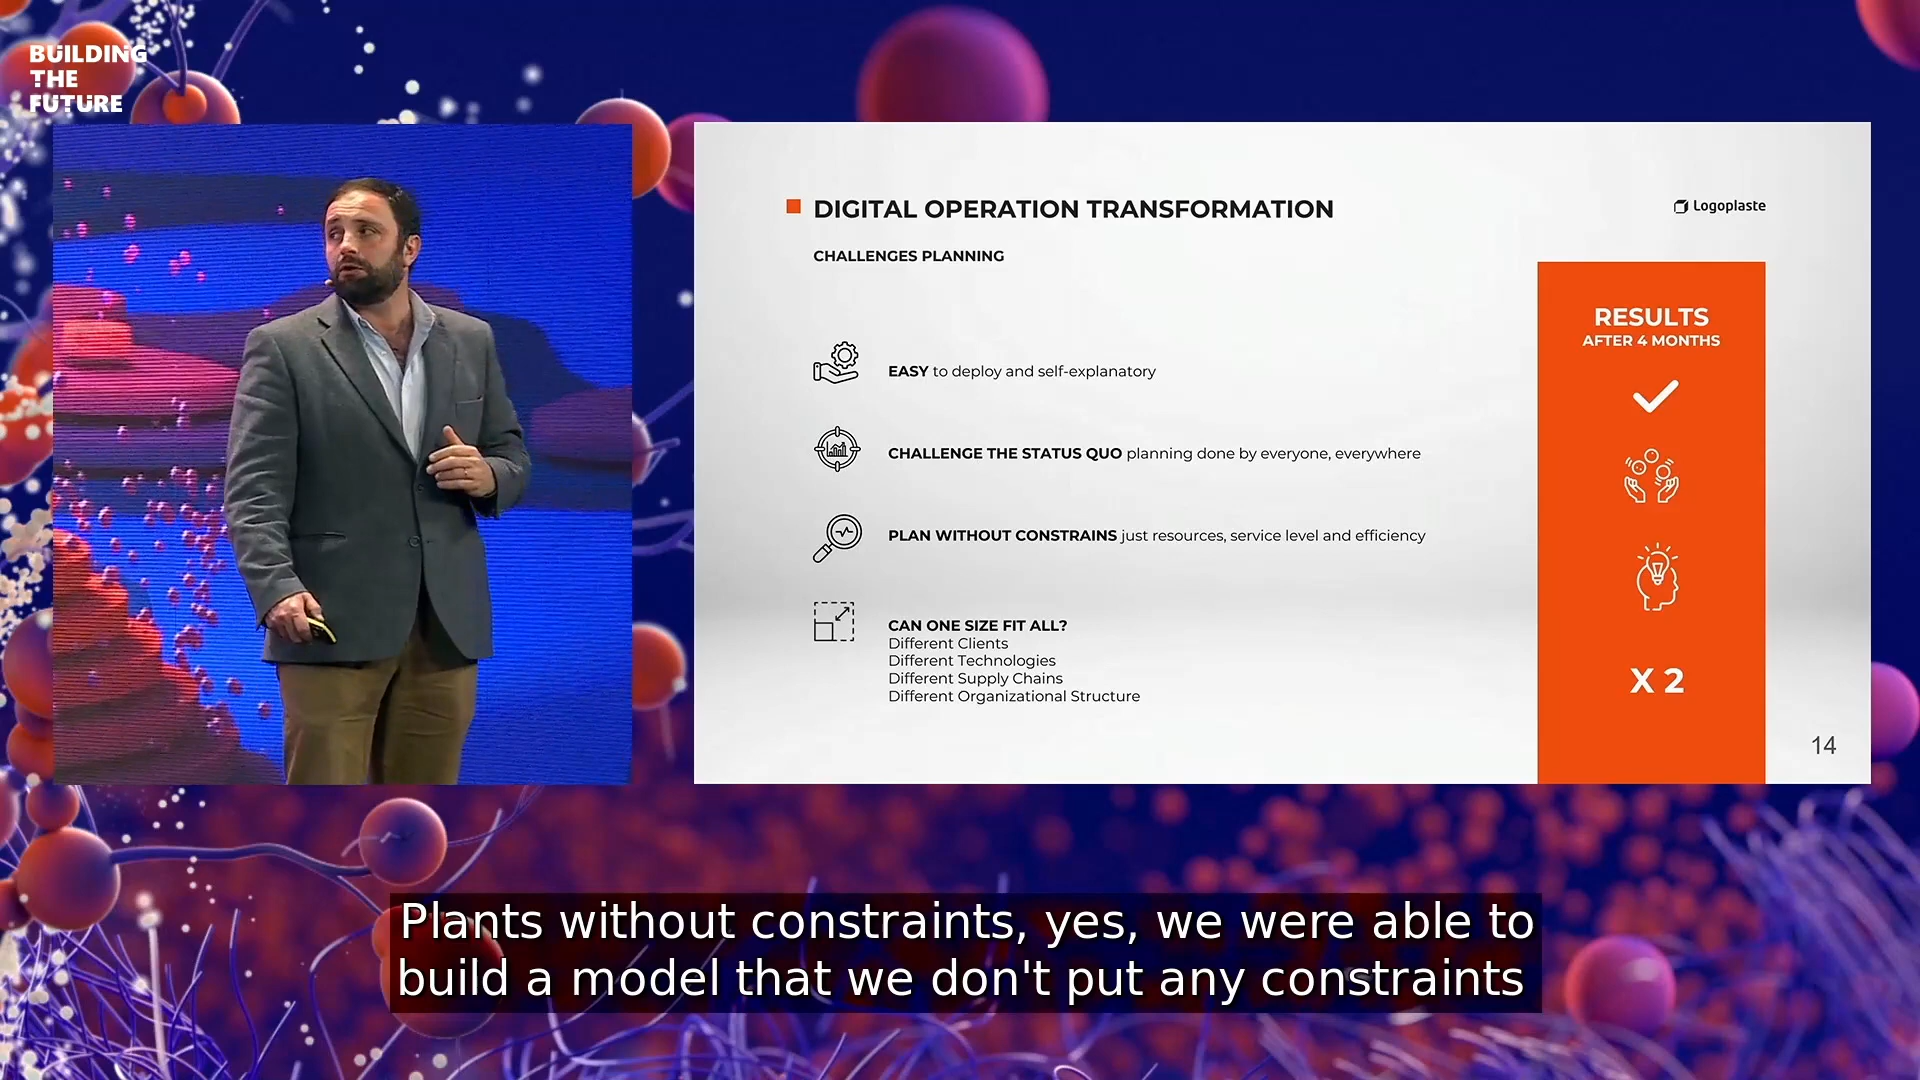 BUILDING
THE
FUTURE
DIGITAL OPERATION TRANSFORMATION
Logoplaste
CHALLENGES PLANNING
EASY to deploy and self-explanatory
CHALLENGE THE STATUS QUO planning done by everyone, everywhere
PLAN WITHOUT CONSTRAINS just resources, service level and efficiency
CAN ONE SIZE FIT ALL?
Different Clients
Different Technologies
Different Supply Chains
Different Organizational Structure
RESULTS
AFTER 4 MONTHS
X 2
14
Plants without constraints, yes, we were able to
build a model that we don't put any constraints